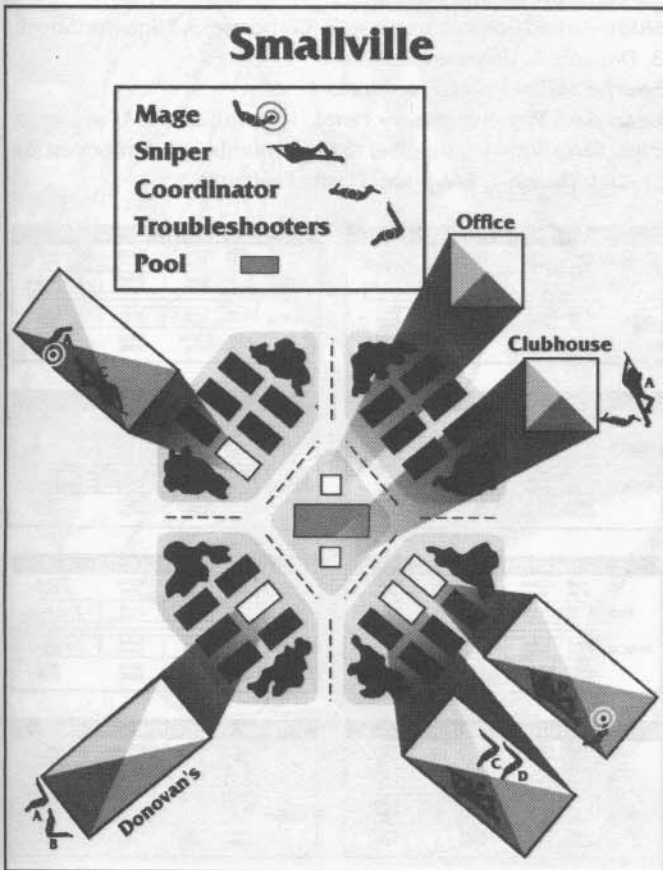 Smallville
Mage
Sniper
Coordinator
Troubleshooters
Pool
Office
Clubhouse
A
A
C
B
C
D
Donovan's
A
B